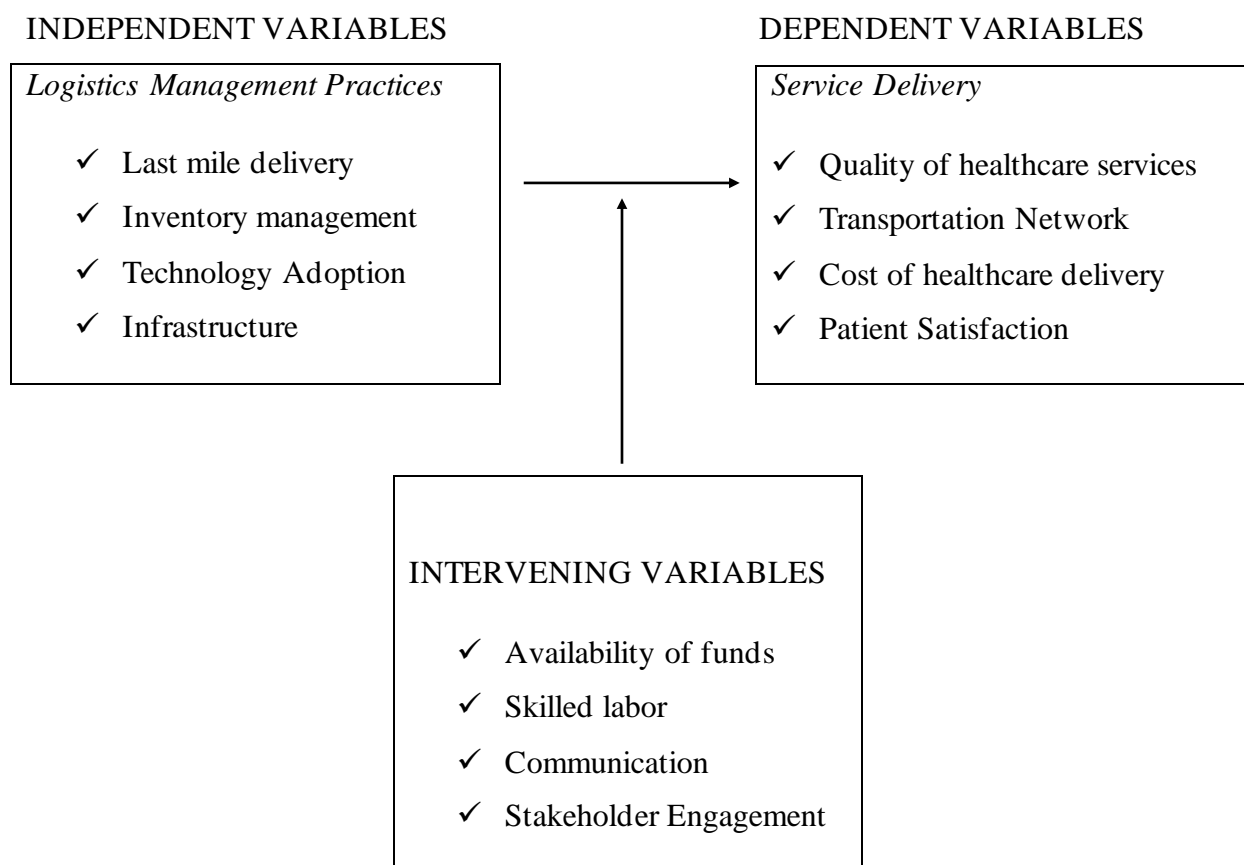 INDEPENDENT VARIABLES
Logistics Management Practices
✓ Last mile delivery
✓ Inventory management
✓ Technology Adoption
✓ Infrastructure
DEPENDENT VARIABLES
Service Delivery
✓ Quality of healthcare services
✓ Transportation Network
✓ Cost of healthcare delivery
✓ Patient Satisfaction
INTERVENING VARIABLES
✓ Availability of funds
✓ Skilled labor
✓ Communication
✓ Stakeholder Engagement